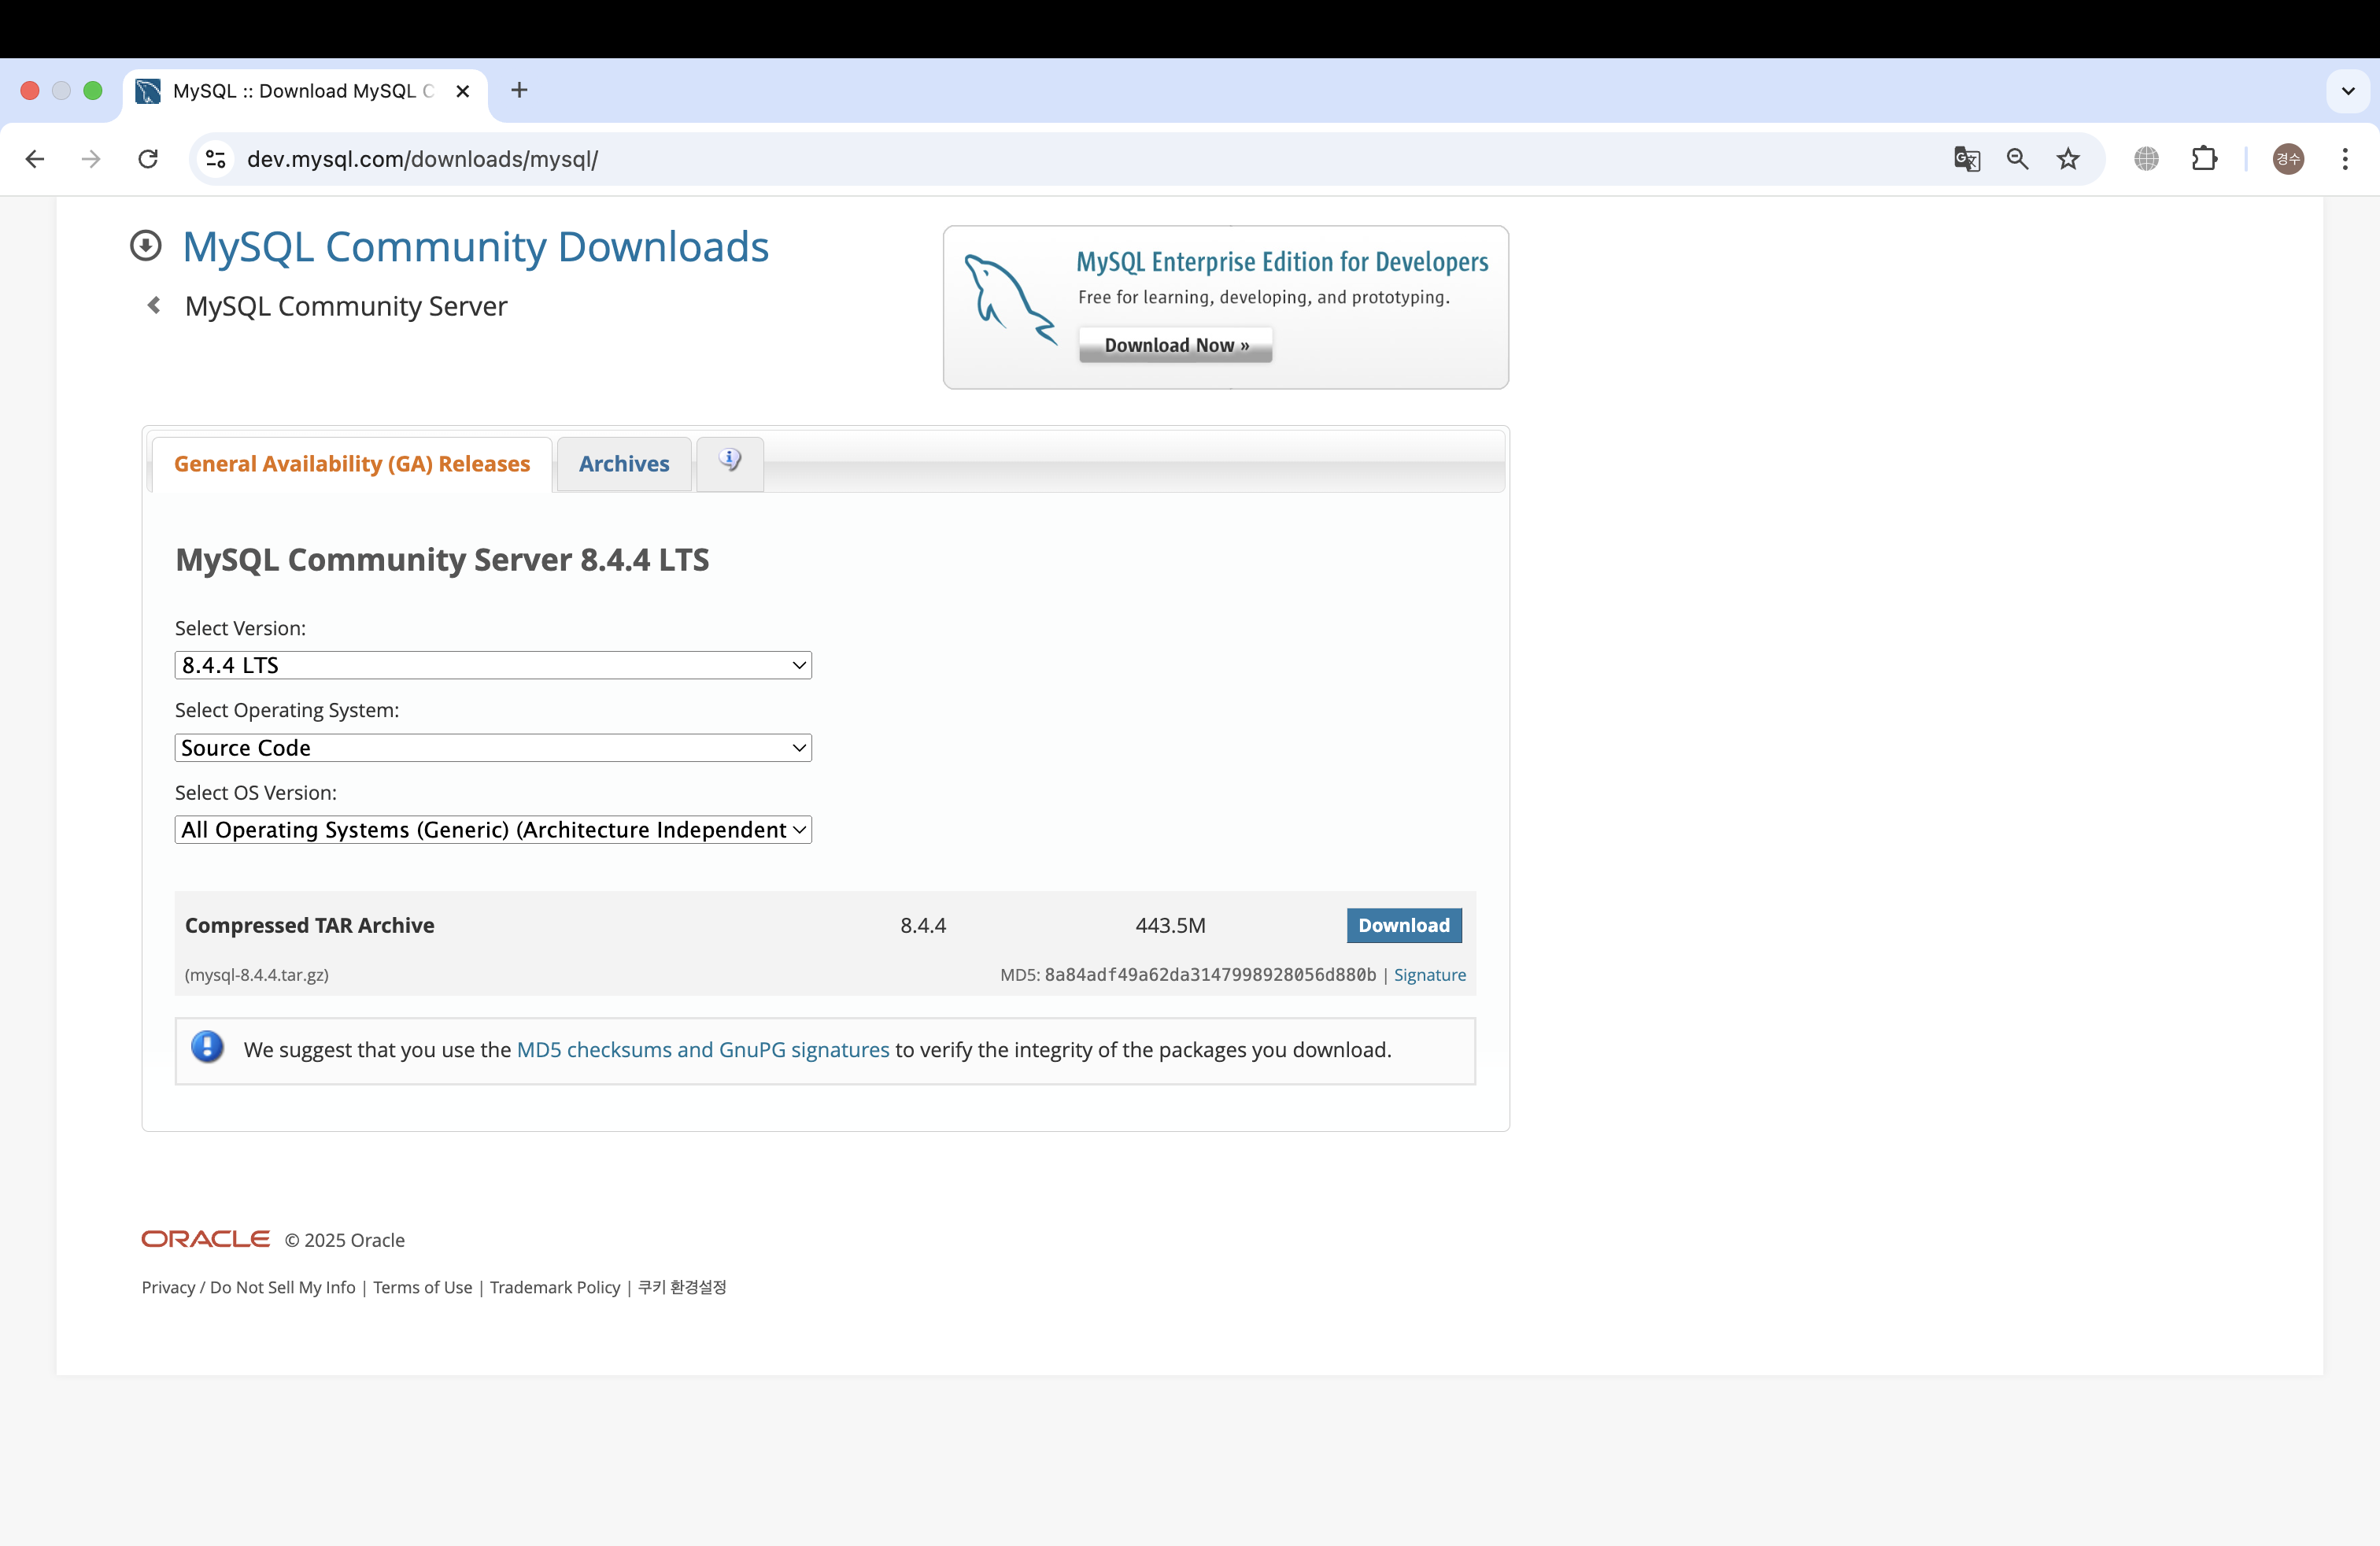 MySQL :: Download MySQL C
dev.mysql.com/downloads/mysql/
경수
MySQL Community Downloads
MySQL Community Server
MySQL Enterprise Edition for Developers
Free for learning, developing, and prototyping.
Download Now »
General Availability (GA) Releases
Archives
MySQL Community Server 8.4.4 LTS
Select Version:
8.4.4 LTS
Select Operating System:
Source Code
Select OS Version:
All Operating Systems (Generic) (Architecture Independent
Compressed TAR Archive 8.4.4 443.5M Download
(mysql-8.4.4.tar.gz) MD5: 8a84adf49a62da3147998928056d880b | Signature
We suggest that you use the MD5 checksums and GnuPG signatures to verify the integrity of the packages you download.
ORACLE © 2025 Oracle
Privacy / Do Not Sell My Info | Terms of Use | Trademark Policy | 쿠키 환경설정